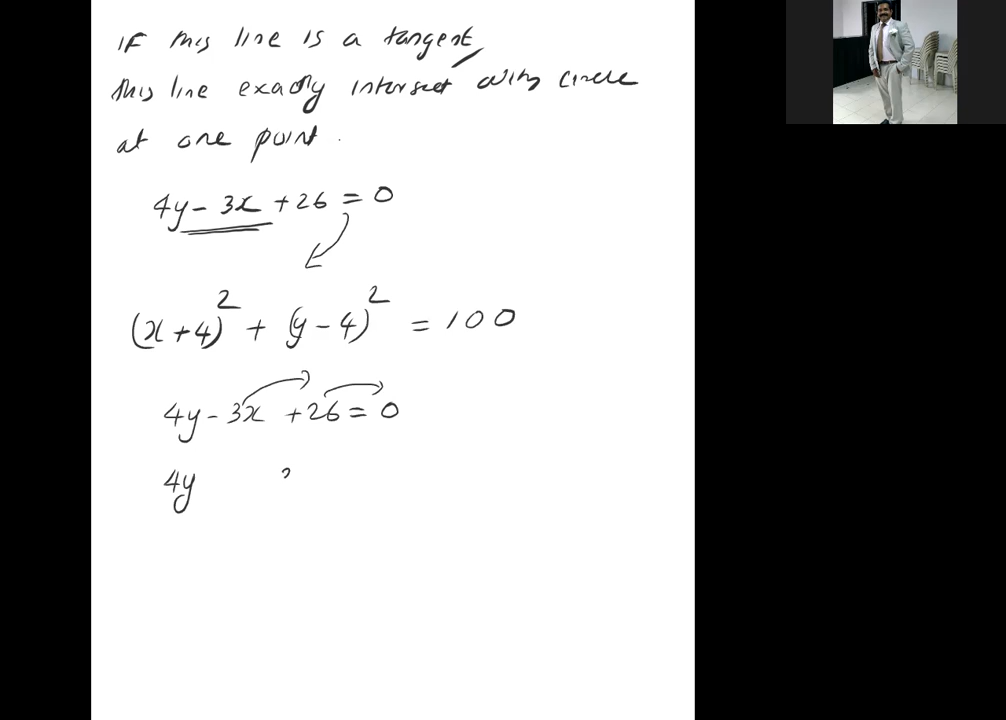 IF this line is a tangent,
this line exactly intersect with circle
at one point.
4y - 3x + 26 = 0
(x + 4)² + (y - 4)² = 100
4y - 3x + 26 = 0
4y